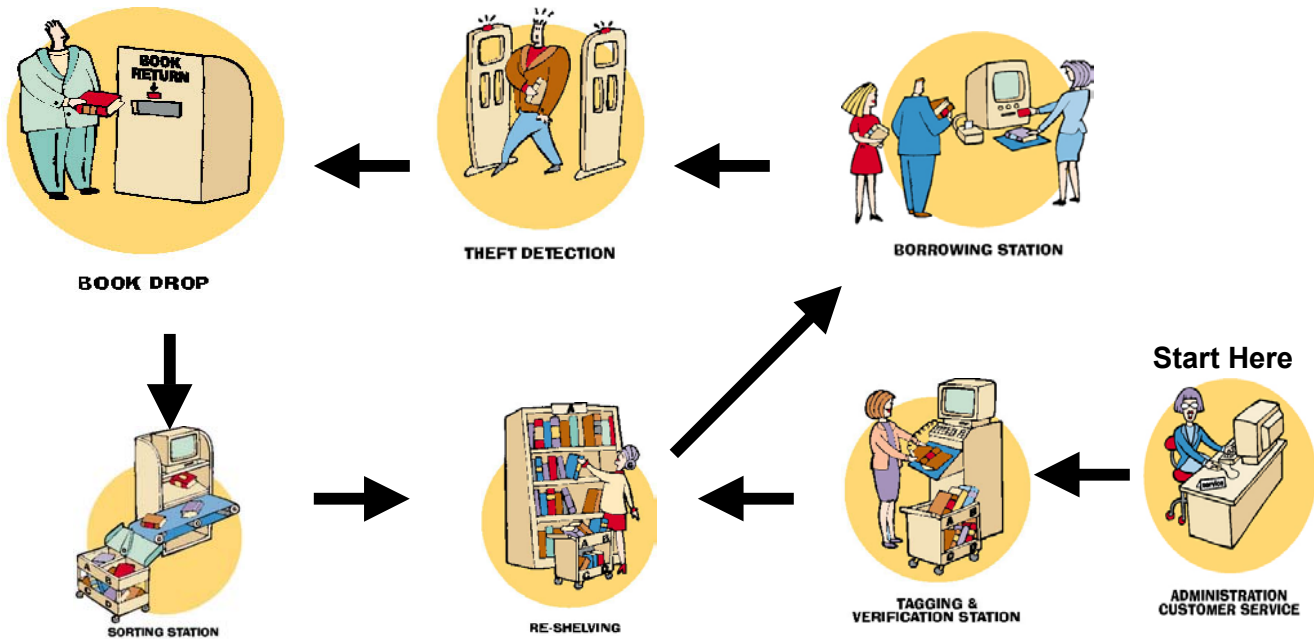 BOOK
RETURN
THEFT DETECTION
BORROWING STATION
BOOK DROP
Start Here
A
service
A B
C D
A
B
SORTING STATION
RE-SHELVING
TAGGING &
VERIFICATION STATION
ADMINISTRATION
CUSTOMER SERVICE